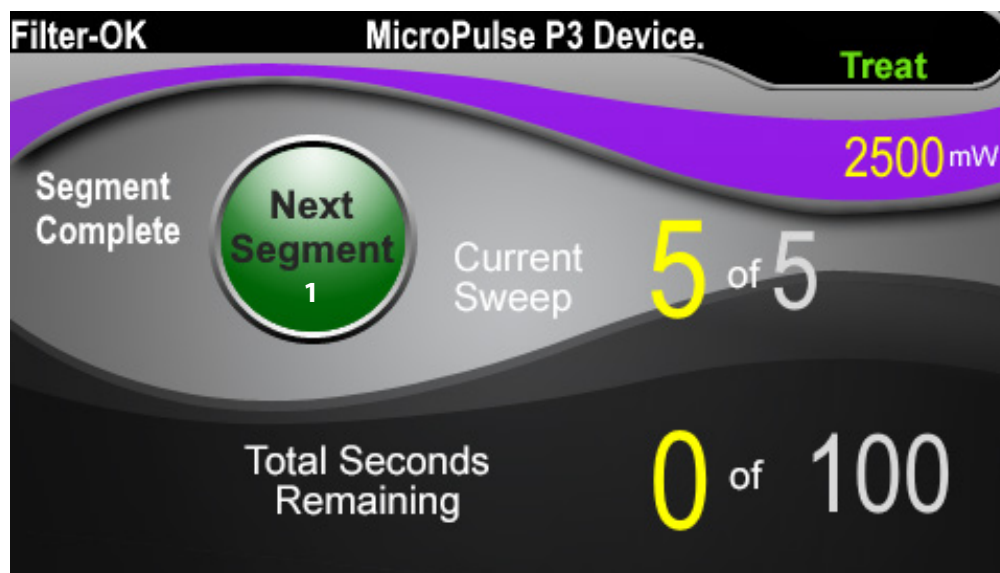 Filter-OK
MicroPulse P3 Device.
Treat
2500 mW
Segment
Complete
Next
Segment
1
Current
Sweep
5 of 5
Total Seconds
Remaining
0 of 100